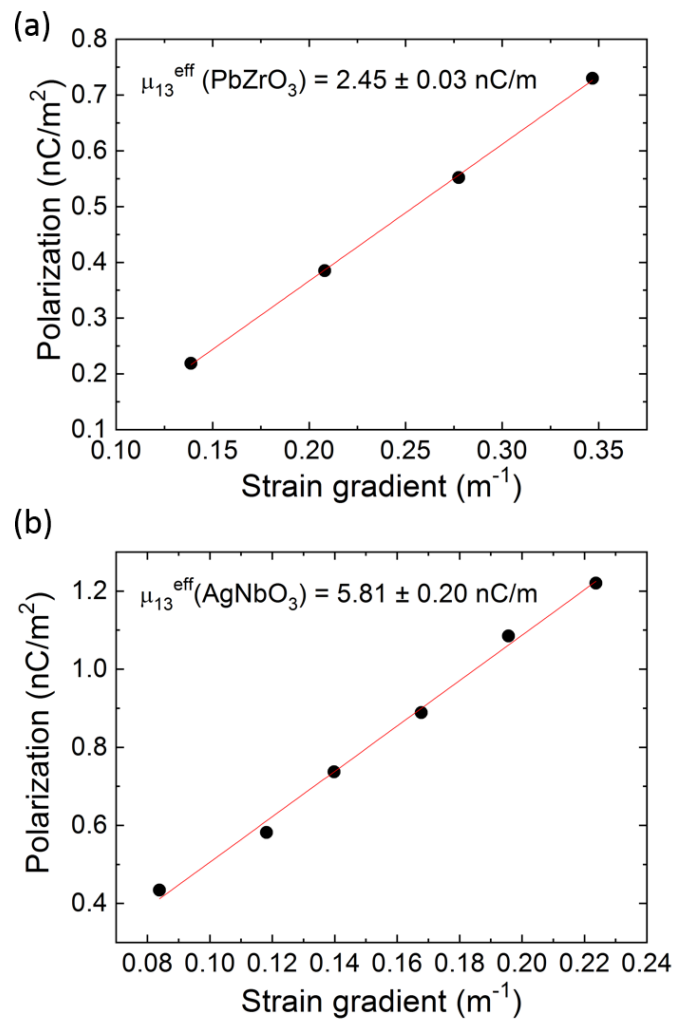 (a)
0.8
0.7
0.6
0.5
0.4
0.3
0.2
0.1
Polarization (nC/m²)
μ₁₃ᵉᶠᶠ (PbZrO₃) = 2.45 ± 0.03 nC/m
0.10 0.15 0.20 0.25 0.30 0.35
Strain gradient (m⁻¹)
(b)
1.2
1.0
0.8
0.6
0.4
Polarization (nC/m²)
μ₁₃ᵉᶠᶠ(AgNbO₃) = 5.81 ± 0.20 nC/m
0.08 0.10 0.12 0.14 0.16 0.18 0.20 0.22 0.24
Strain gradient (m⁻¹)